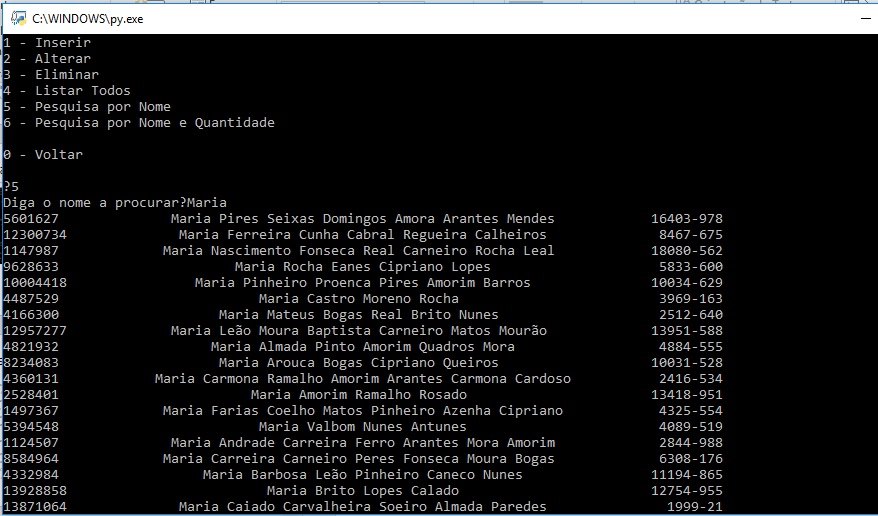 C:\WINDOWS\py.exe
1 - Inserir
2 - Alterar
3 - Eliminar
4 - Listar Todos
5 - Pesquisa por Nome
6 - Pesquisa por Nome e Quantidade
0 - Voltar
?5
Diga o nome a procurar?Maria
5601627 Maria Pires Seixas Domingos Amora Arantes Mendes 16403-978
12300734 Maria Ferreira Cunha Cabral Regueira Calheiros 8467-675
1147987 Maria Nascimento Fonseca Real Carneiro Rocha Leal 18080-562
9628633 Maria Rocha Eanes Cipriano Lopes 5833-600
10004418 Maria Pinheiro Proenca Pires Amorim Barros 10034-629
4487529 Maria Castro Moreno Rocha 3969-163
4166300 Maria Mateus Bogas Real Brito Nunes 2512-640
12957277 Maria Leão Moura Baptista Carneiro Matos Mourão 13951-588
4821932 Maria Almada Pinto Amorim Quadros Mora 4884-555
8234083 Maria Arouca Bogas Cipriano Queiros 10031-528
4360131 Maria Carmona Ramalho Amorim Arantes Carmona Cardoso 2416-534
2528401 Maria Amorim Ramalho Rosado 13418-951
1497367 Maria Farias Coelho Matos Pinheiro Azenha Cipriano 4325-554
5394548 Maria Valbom Nunes Antunes 4089-519
1124507 Maria Andrade Carreira Ferro Arantes Mora Amorim 2844-988
8584964 Maria Carreira Carneiro Peres Fonseca Moura Bogas 6308-176
4332984 Maria Barbosa Leão Pinheiro Caneco Nunes 11194-865
13928858 Maria Brito Lopes Calado 12754-955
13871064 Maria Caiado Carvalheira Soeiro Almada Paredes 1999-21